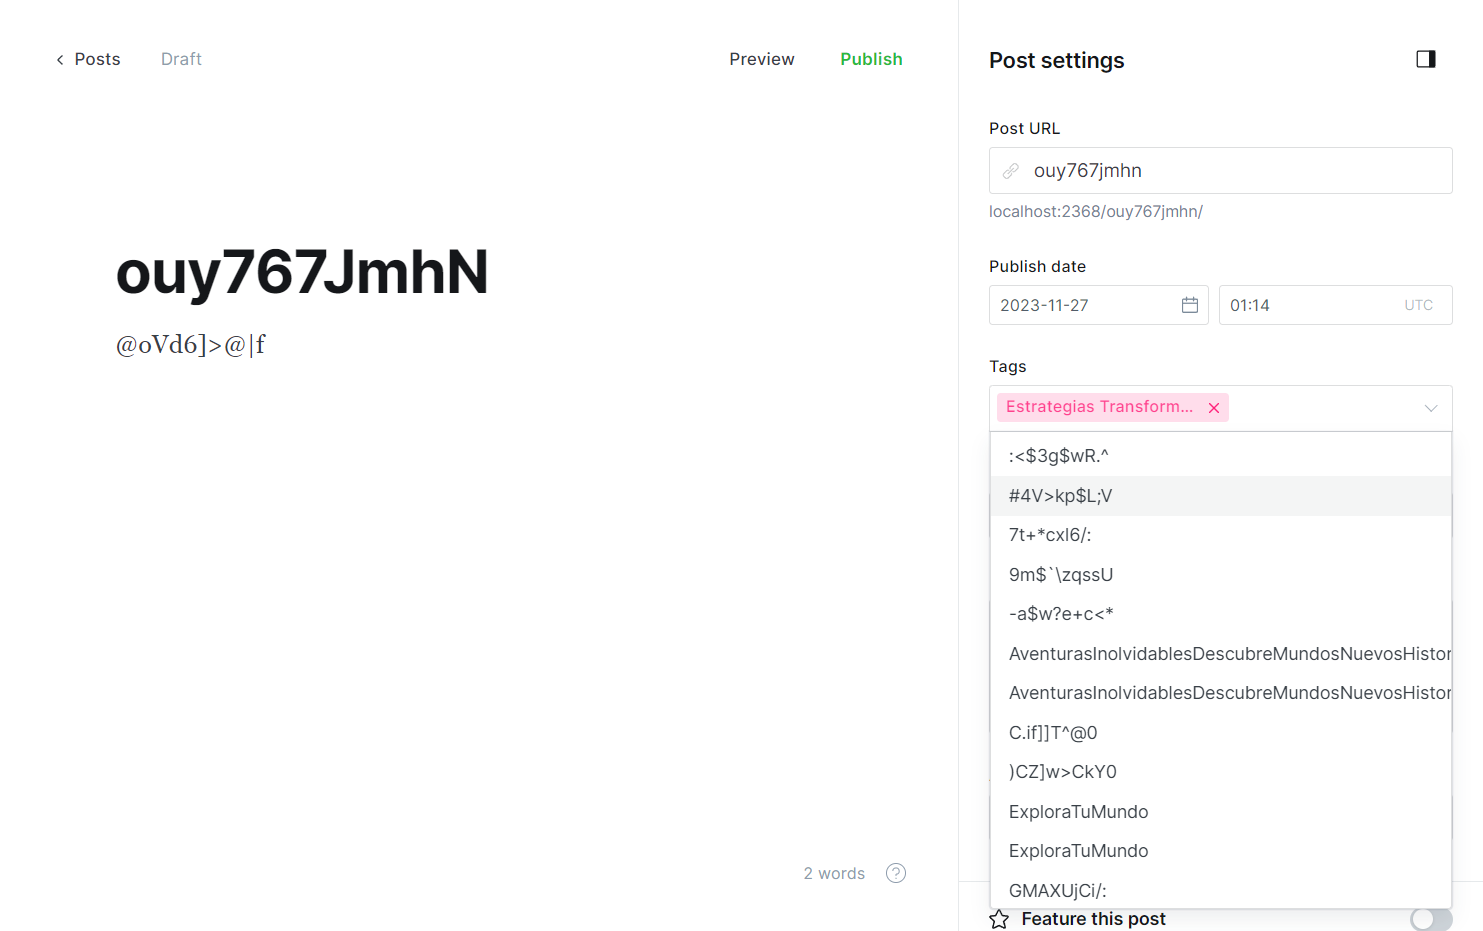 Posts
Draft
Preview
Publish
ouy767JmhN
@oVd6]>@|f
2 words
?
Post settings
Post URL
ouy767jmhn
localhost:2368/ouy767jmhn/
Publish date
2023-11-27
01:14
UTC
Tags
Estrategias Transform...
:<$3g$wR.^
#4V>kp$L;V
7t+*cxl6/:
9m$`\zqssU
-a$w?e+c<*
AventurasInolvidablesDescubreMundosNuevosHistor
AventurasInolvidablesDescubreMundosNuevosHistor
C.if]]T^@0
)CZ]w>CkY0
ExploraTuMundo
ExploraTuMundo
GMAXUjCi/:
Feature this post